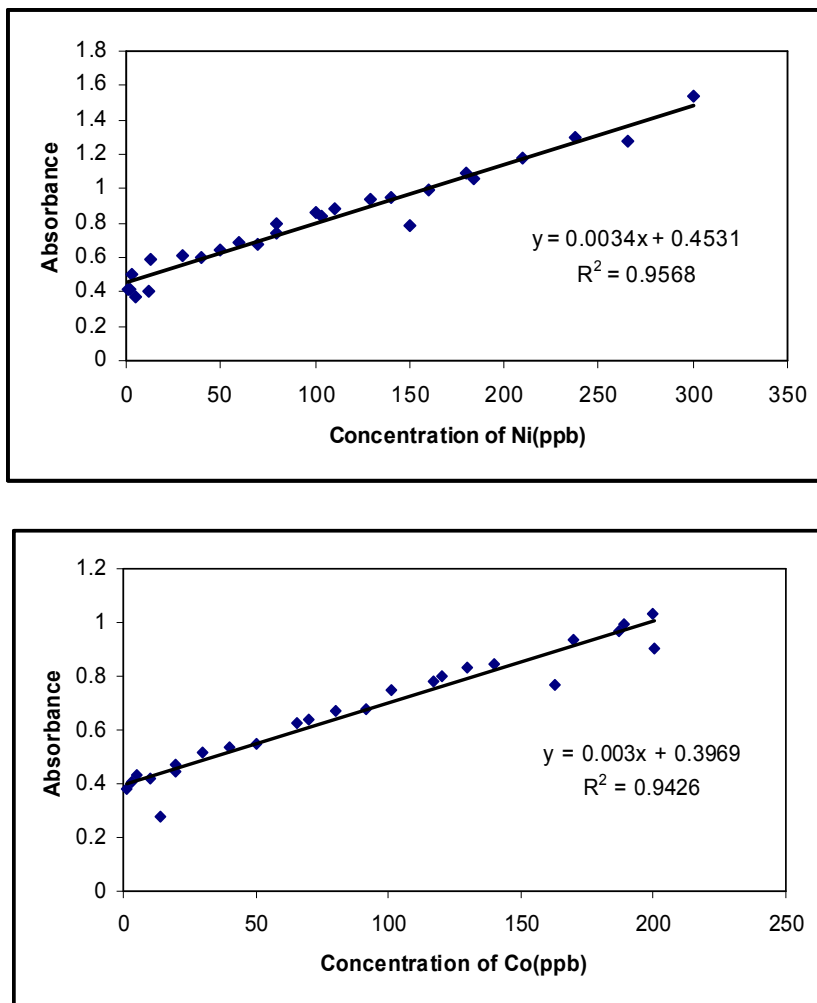 1.8
1.6
1.4
1.2
1
0.8
0.6
0.4
0.2
0
Absorbance
y = 0.0034x + 0.4531
R² = 0.9568
0 50 100 150 200 250 300 350
Concentration of Ni(ppb)
1.2
1
0.8
0.6
0.4
0.2
0
Absorbance
y = 0.003x + 0.3969
R² = 0.9426
0 50 100 150 200 250
Concentration of Co(ppb)